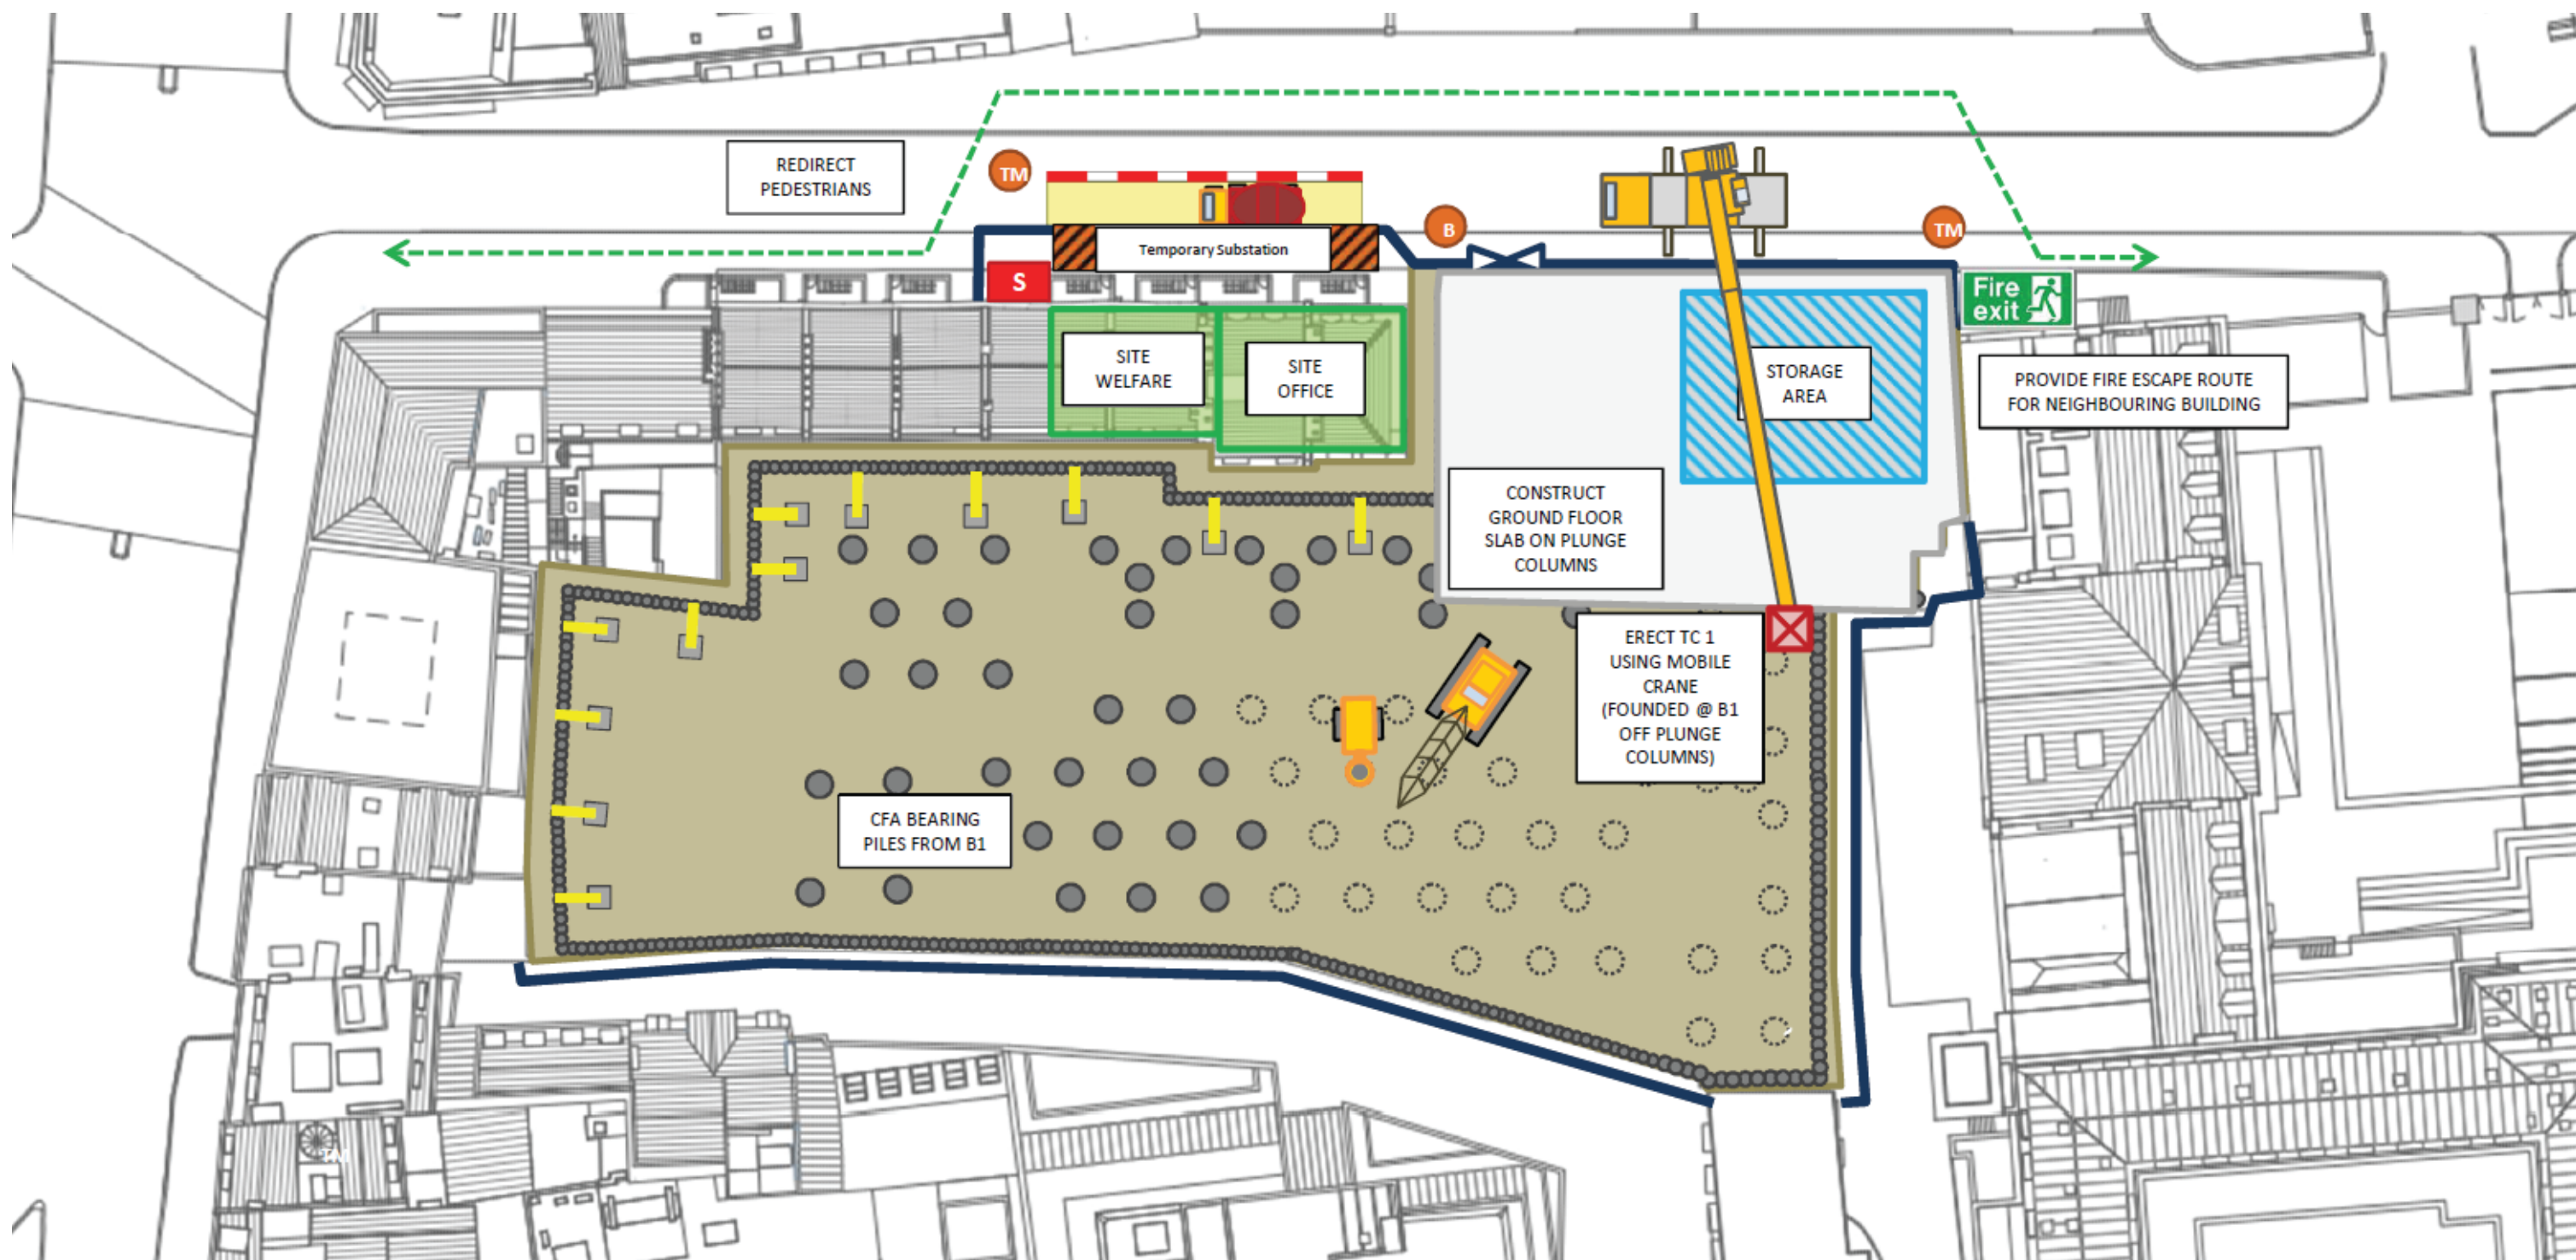 REDIRECT
PEDESTRIANS
TM
B
TM
Temporary Substation
S
Fire
exit
SITE
WELFARE
SITE
OFFICE
STORAGE
AREA
PROVIDE FIRE ESCAPE ROUTE
FOR NEIGHBOURING BUILDING
CONSTRUCT
GROUND FLOOR
SLAB ON PLUNGE
COLUMNS
ERECT TC 1
USING MOBILE
CRANE
(FOUNDED @ B1
OFF PLUNGE
COLUMNS)
CFA BEARING
PILES FROM B1
TM